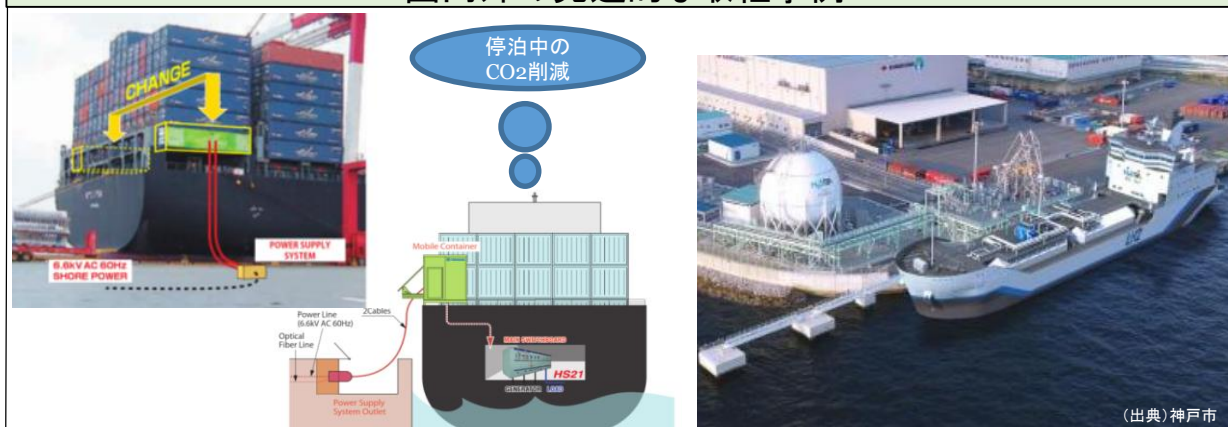 停泊中の
CO2削減
CHANGE
POWER SUPPLY
SYSTEM
6.6kV AC 60Hz
SHORE POWER
Mobile Container
2Cables
Power Line
(6.6kV AC 60Hz)
Optical
Fiber Line
MAIN SWITCHBOARD
HS21
GENERATOR LOAD
Power Supply
System Outlet
(出典)神戸市